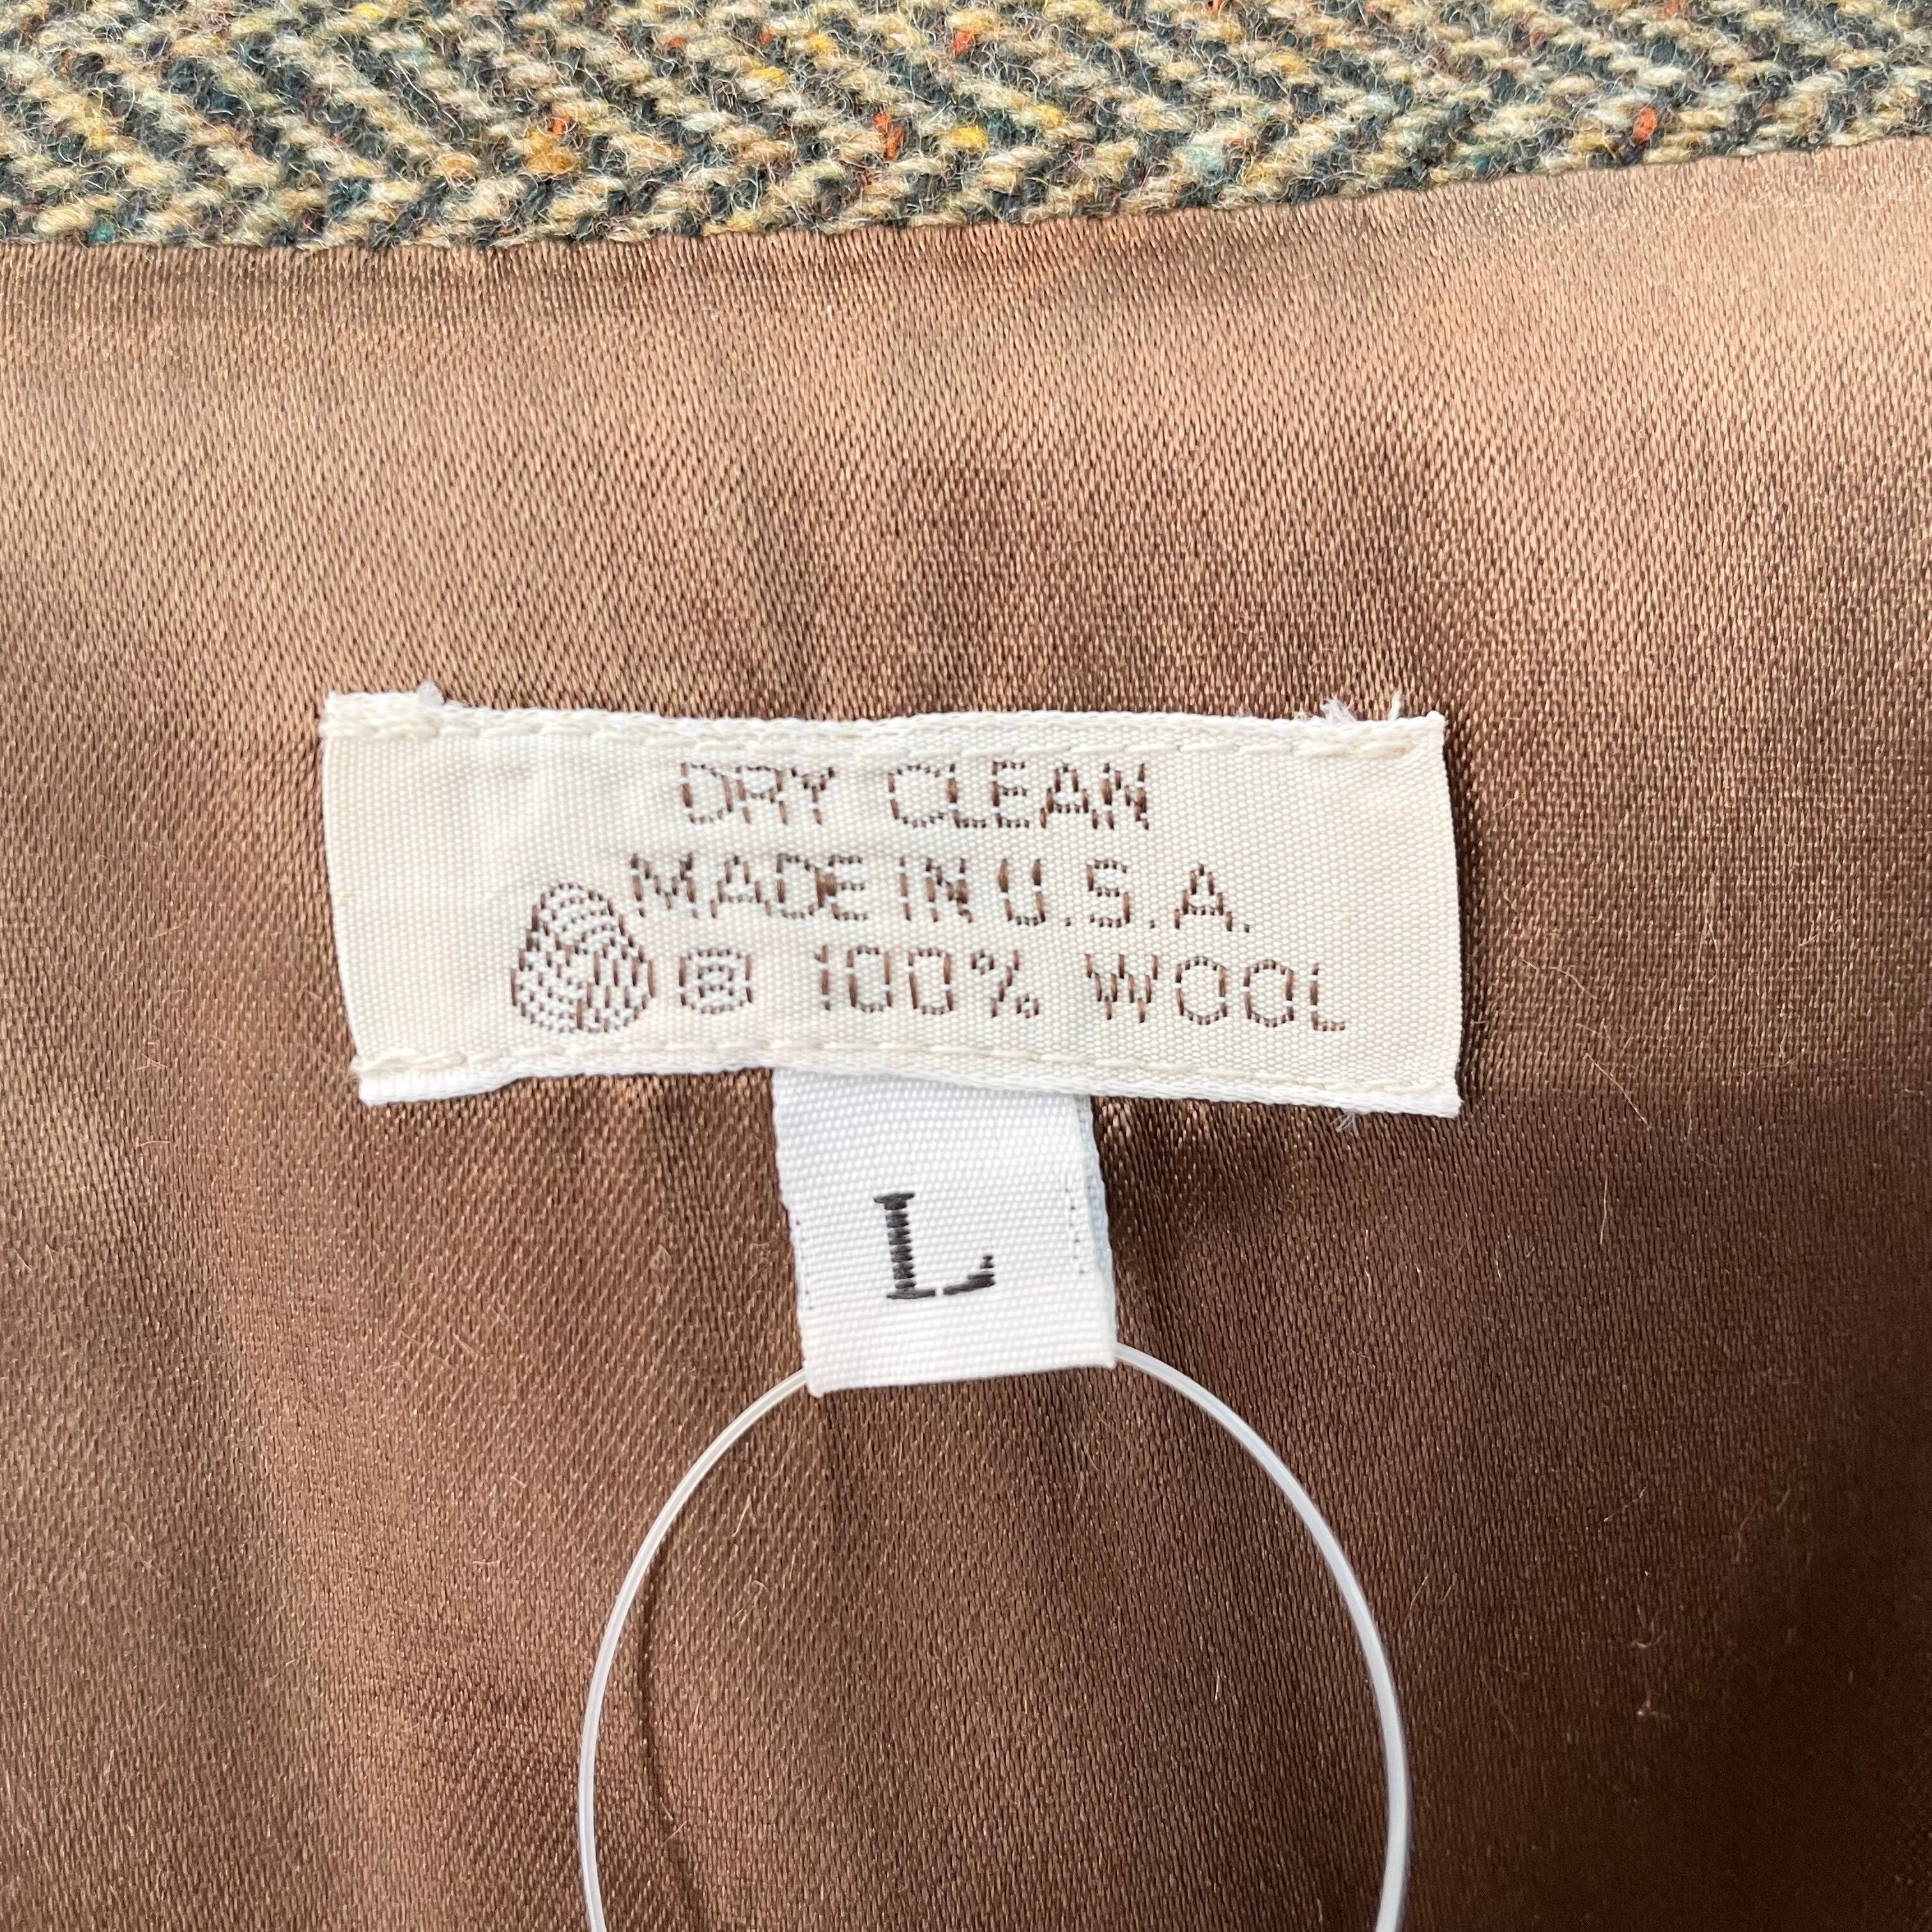 DRY CLEAN
MADE IN U.S.A.
® 100% WOOL
L